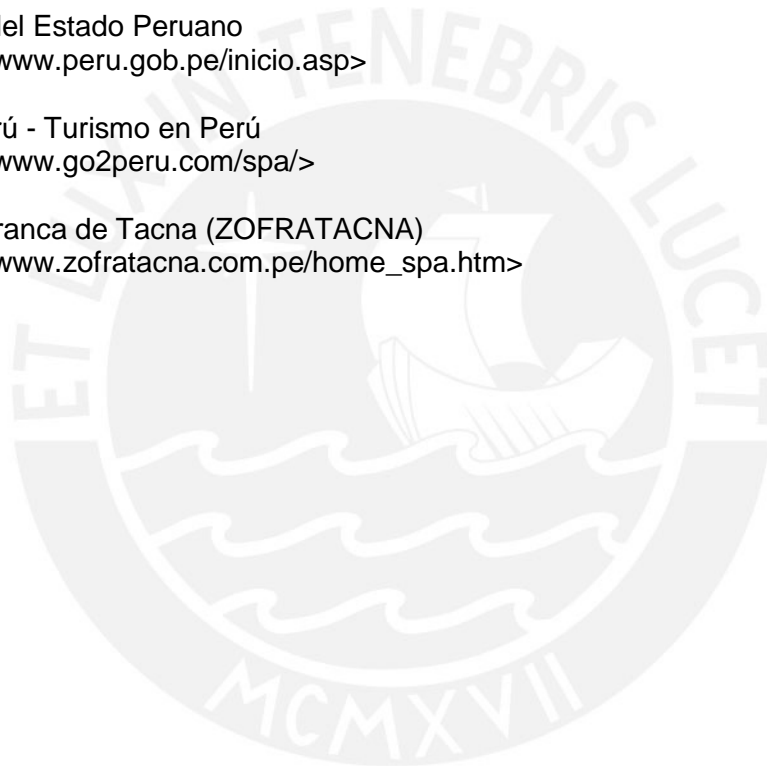 del Estado Peruano
www.peru.gob.pe/inicio.asp>
rú - Turismo en Perú
www.go2peru.com/spa/>
ranca de Tacna (ZOFRATACNA)
www.zofratacna.com.pe/home_spa.htm>
ET LUX IN TENEBRIS LUCET
MCMXVII